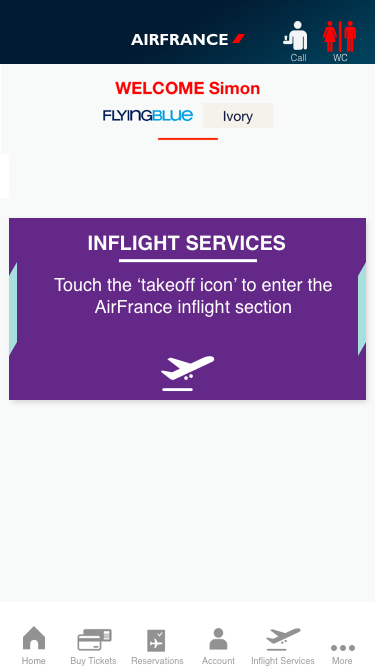 AIRFRANCE
Call
WC
WELCOME Simon
FLYINGBLUE
Ivory
INFLIGHT SERVICES
Touch the ‘takeoff icon’ to enter the
AirFrance inflight section
Home
Buy Tickets
Reservations
Account
Inflight Services
More